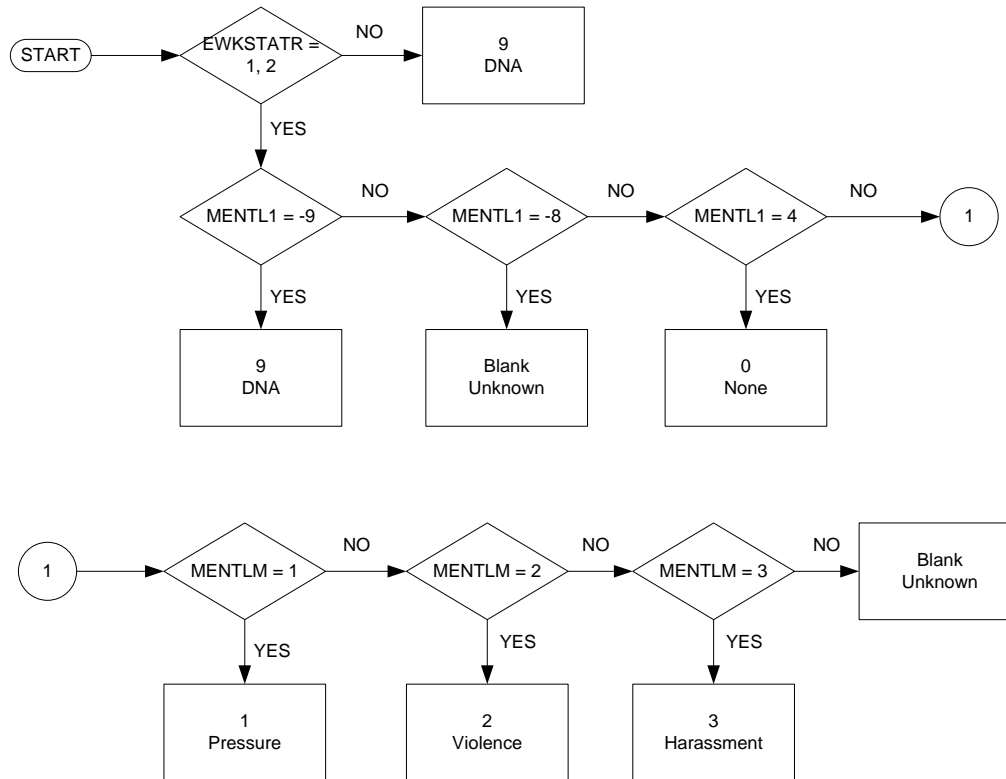 START
EWKSTATR =
1, 2
NO
9
DNA
YES
MENTL1 = -9
NO
MENTL1 = -8
NO
MENTL1 = 4
NO
1
YES
YES
YES
9
DNA
Blank
Unknown
0
None
1
MENTLM = 1
NO
MENTLM = 2
NO
MENTLM = 3
NO
Blank
Unknown
YES
YES
YES
1
Pressure
2
Violence
3
Harassment